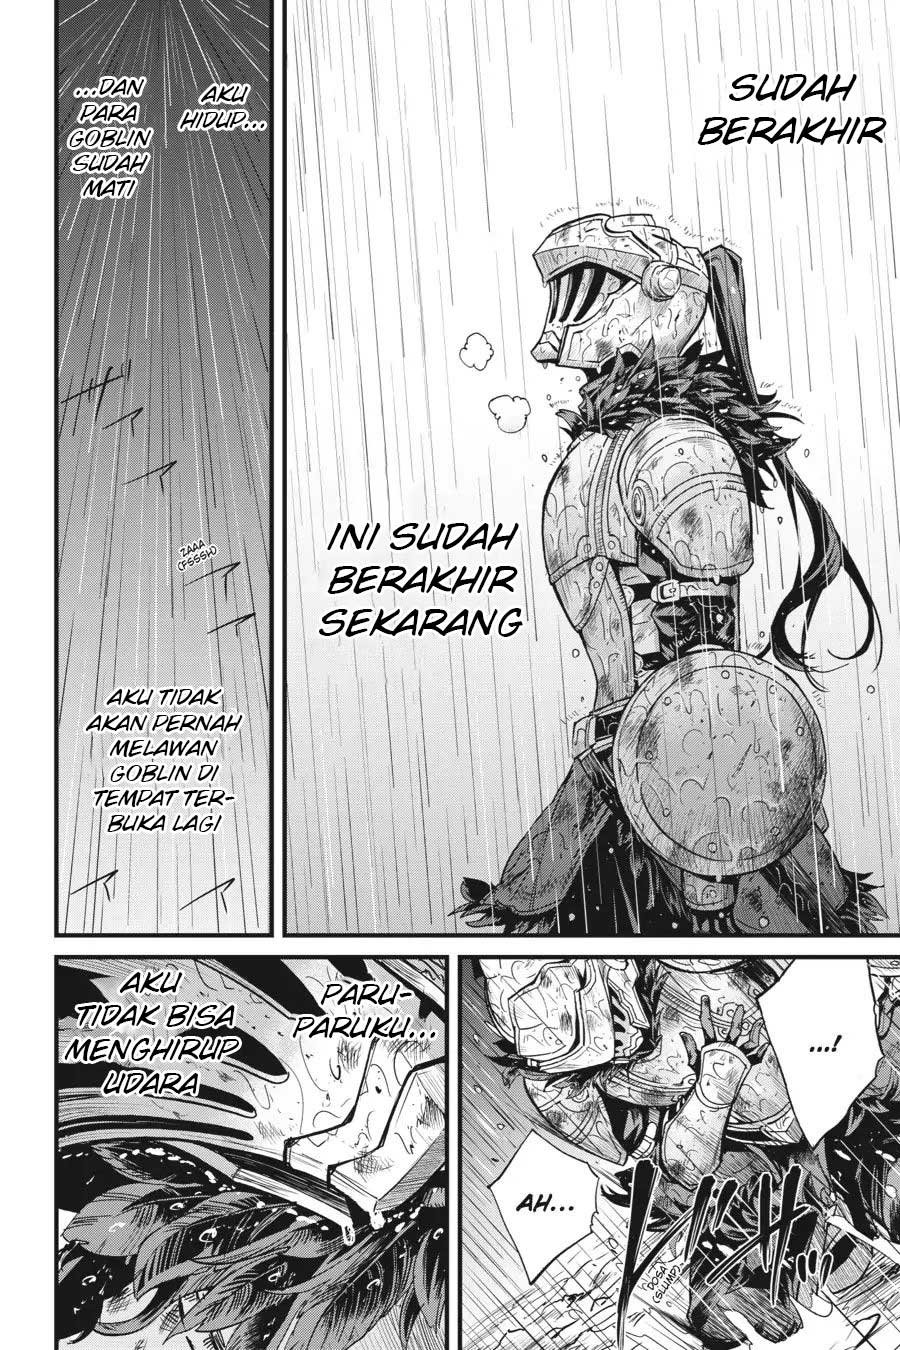 SUDAH
BERAKHIR
INI SUDAH
BERAKHIR
SEKARANG
AKU
HIDUP...
...DAN
PARA
GOBLIN
SUDAH
MATI
ZAAA
(FSSSH)
AKU TIDAK
AKAN PERNAH
MELAWAN
GOBLIN DI
TEMPAT TER-
BUKA LAGI
...!
AH...
DOSA
(SLUMP)
PARU-
PARUKU...
AKU
TIDAK BISA
MENGHIRUP
UDARA